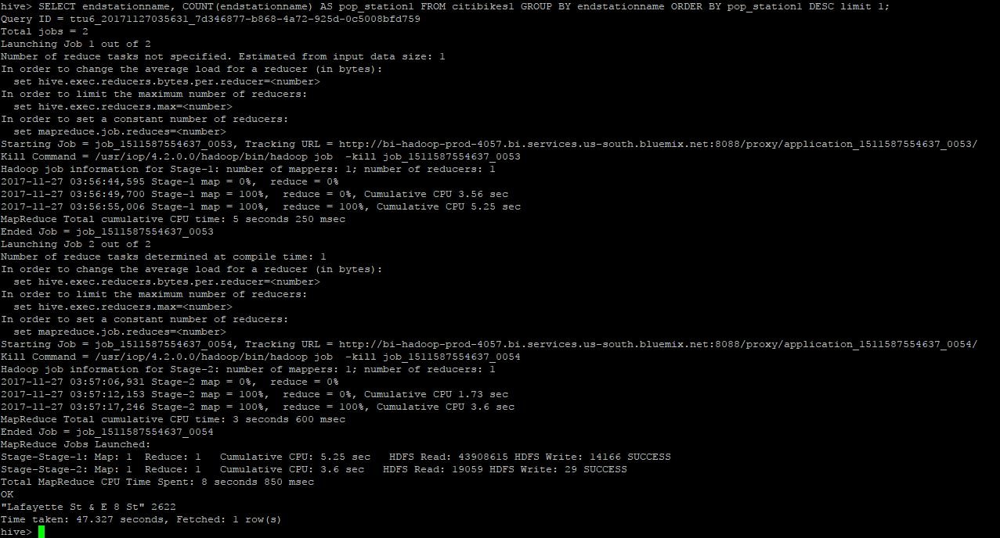 hive> SELECT endstationname, COUNT(endstationname) AS pop_station1 FROM citibikes1 GROUP BY endstationname ORDER BY pop_station1 DESC limit 1;
Query ID = ttu6_20171127035631_7d346877-b868-4a72-925d-0c5008bfd759
Total jobs = 2
Launching Job 1 out of 2
Number of reduce tasks not specified. Estimated from input data size: 1
In order to change the average load for a reducer (in bytes):
  set hive.exec.reducers.bytes.per.reducer=<number>
In order to limit the maximum number of reducers:
  set hive.exec.reducers.max=<number>
In order to set a constant number of reducers:
  set mapreduce.job.reduces=<number>
Starting Job = job_1511587554637_0053, Tracking URL = http://bi-hadoop-prod-4057.bi.services.us-south.bluemix.net:8088/proxy/application_1511587554637_0053/
Kill Command = /usr/iop/4.2.0.0/hadoop/bin/hadoop job  -kill job_1511587554637_0053
Hadoop job information for Stage-1: number of mappers: 1; number of reducers: 1
2017-11-27 03:56:44,595 Stage-1 map = 0%,  reduce = 0%
2017-11-27 03:56:49,700 Stage-1 map = 100%,  reduce = 0%, Cumulative CPU 3.56 sec
2017-11-27 03:56:55,006 Stage-1 map = 100%,  reduce = 100%, Cumulative CPU 5.25 sec
MapReduce Total cumulative CPU time: 5 seconds 250 msec
Ended Job = job_1511587554637_0053
Launching Job 2 out of 2
Number of reduce tasks determined at compile time: 1
In order to change the average load for a reducer (in bytes):
  set hive.exec.reducers.bytes.per.reducer=<number>
In order to limit the maximum number of reducers:
  set hive.exec.reducers.max=<number>
In order to set a constant number of reducers:
  set mapreduce.job.reduces=<number>
Starting Job = job_1511587554637_0054, Tracking URL = http://bi-hadoop-prod-4057.bi.services.us-south.bluemix.net:8088/proxy/application_1511587554637_0054/
Kill Command = /usr/iop/4.2.0.0/hadoop/bin/hadoop job  -kill job_1511587554637_0054
Hadoop job information for Stage-2: number of mappers: 1; number of reducers: 1
2017-11-27 03:57:06,931 Stage-2 map = 0%,  reduce = 0%
2017-11-27 03:57:12,153 Stage-2 map = 100%,  reduce = 0%, Cumulative CPU 1.73 sec
2017-11-27 03:57:17,246 Stage-2 map = 100%,  reduce = 100%, Cumulative CPU 3.6 sec
MapReduce Total cumulative CPU time: 3 seconds 600 msec
Ended Job = job_1511587554637_0054
MapReduce Jobs Launched:
Stage-Stage-1: Map: 1  Reduce: 1   Cumulative CPU: 5.25 sec   HDFS Read: 43908615 HDFS Write: 14166 SUCCESS
Stage-Stage-2: Map: 1  Reduce: 1   Cumulative CPU: 3.6 sec   HDFS Read: 19059 HDFS Write: 29 SUCCESS
Total MapReduce CPU Time Spent: 8 seconds 850 msec
OK
"Lafayette St & E 8 St" 2622
Time taken: 47.327 seconds, Fetched: 1 row(s)
hive>